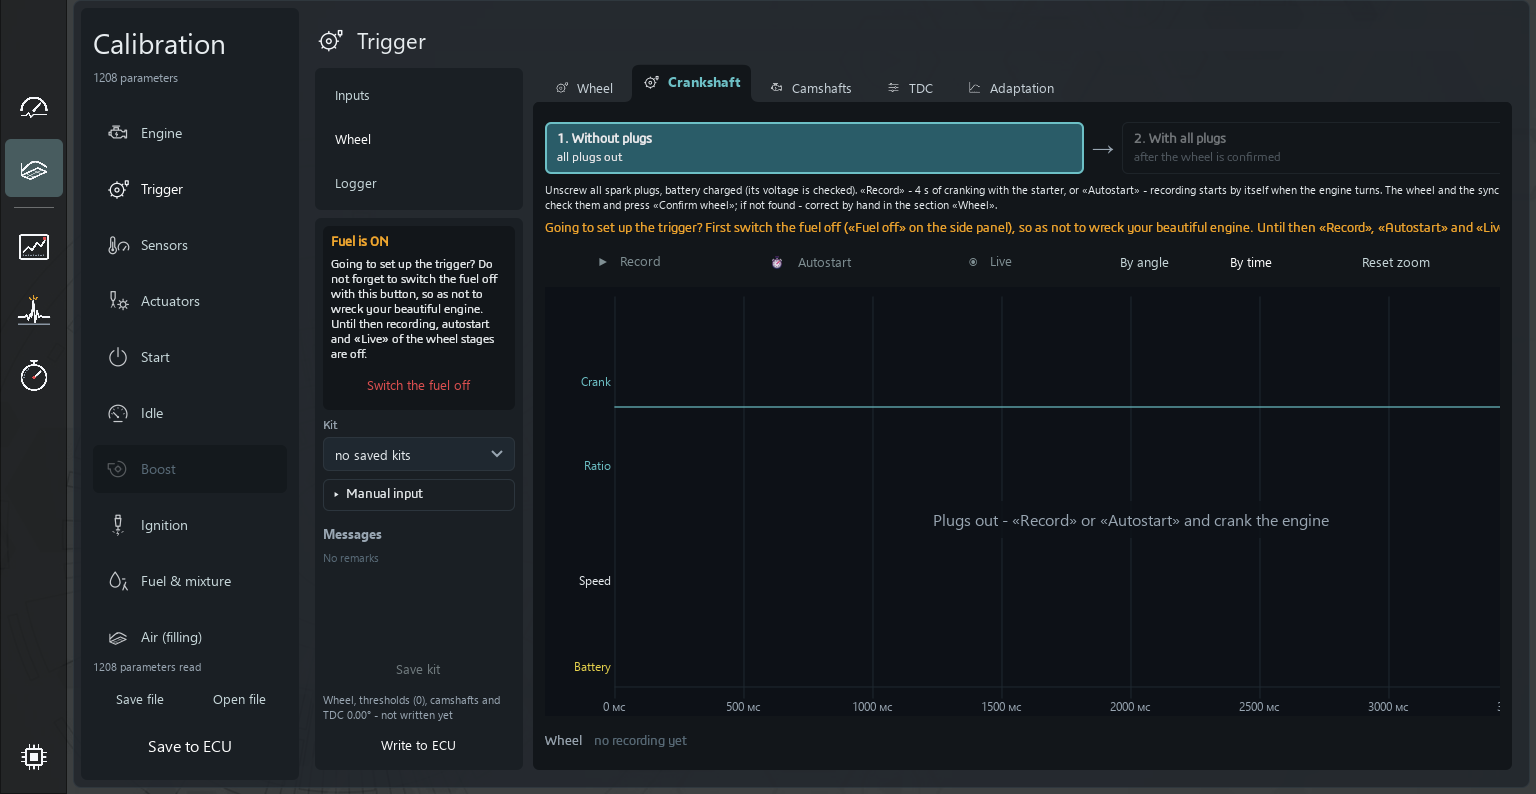 Calibration
1208 parameters
Engine
Trigger
Sensors
Actuators
Start
Idle
Boost
Ignition
Fuel & mixture
Air (filling)
1208 parameters read
Save file
Open file
Save to ECU
Trigger
Inputs
Wheel
Logger
Fuel is ON
Going to set up the trigger? Do
not forget to switch the fuel off
with this button, so as not to
wreck your beautiful engine.
Until then recording, autostart
and «Live» of the wheel stages
are off.
Switch the fuel off
Kit
no saved kits
Manual input
Messages
No remarks
Save kit
Wheel, thresholds (0), camshafts and
TDC 0.00° - not written yet
Write to ECU
Wheel
Crankshaft
Camshafts
TDC
Adaptation
1. Without plugs
all plugs out
→
2. With all plugs
after the wheel is confirmed
Unscrew all spark plugs, battery charged (its voltage is checked). «Record» - 4 s of cranking with the starter, or «Autostart» - recording starts by itself when the engine turns. The wheel and the sync
check them and press «Confirm wheel»; if not found - correct by hand in the section «Wheel».
Going to set up the trigger? First switch the fuel off («Fuel off» on the side panel), so as not to wreck your beautiful engine. Until then «Record», «Autostart» and «Liv
Record
Autostart
Live
By angle
By time
Reset zoom
Crank
Ratio
Speed
Battery
Plugs out - «Record» or «Autostart» and crank the engine
0 мс
500 мс
1000 мс
1500 мс
2000 мс
2500 мс
3000 мс
Wheel
no recording yet